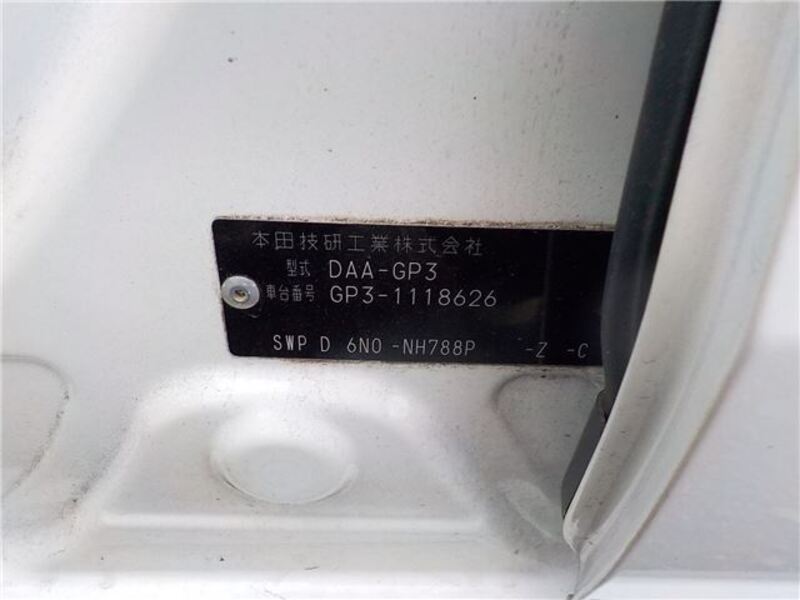 本田技研工業株式会社
型式 DAA-GP3
車台番号 GP3-1118626
SWP D 6N0 -NH788P -Z -C